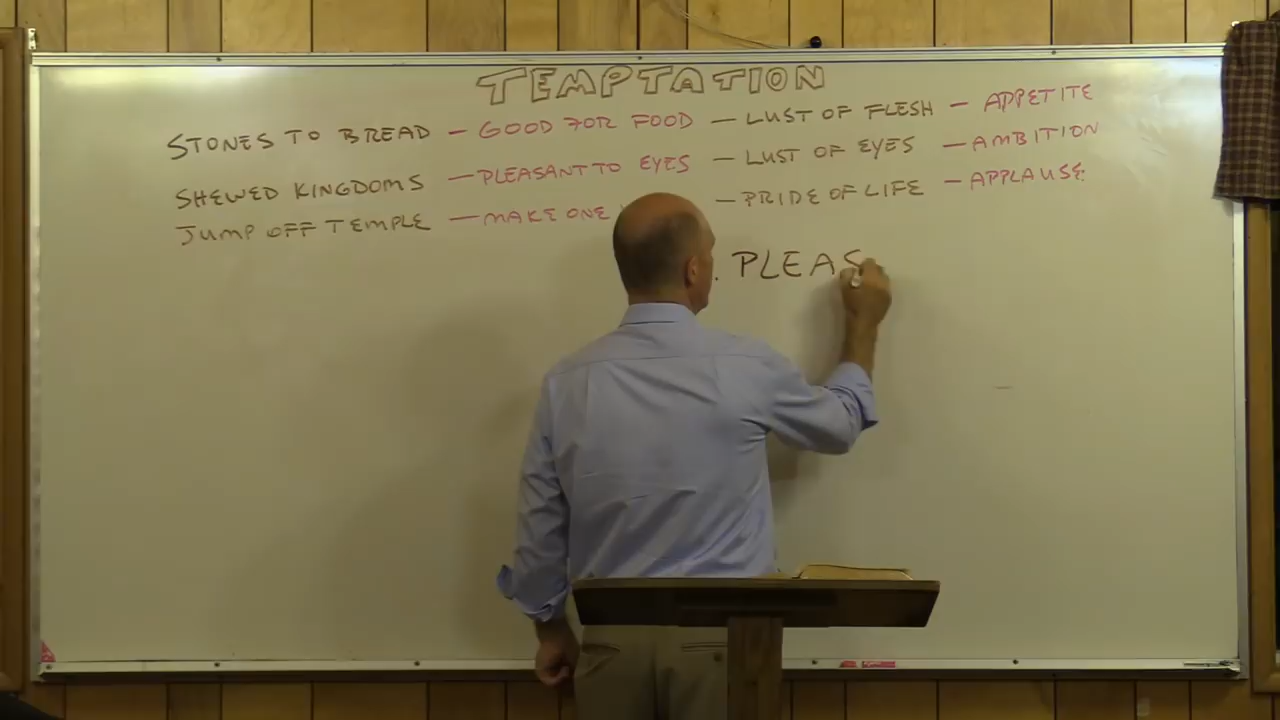 TEMPTATION
STONES TO BREAD - GOOD FOR FOOD - LUST OF FLESH - APPETITE
SHEWED KINGDOMS - PLEASANT TO EYES - LUST OF EYES - AMBITION
JUMP OFF TEMPLE - MAKE ONE - PRIDE OF LIFE - APPLAUSE
. PLEAS